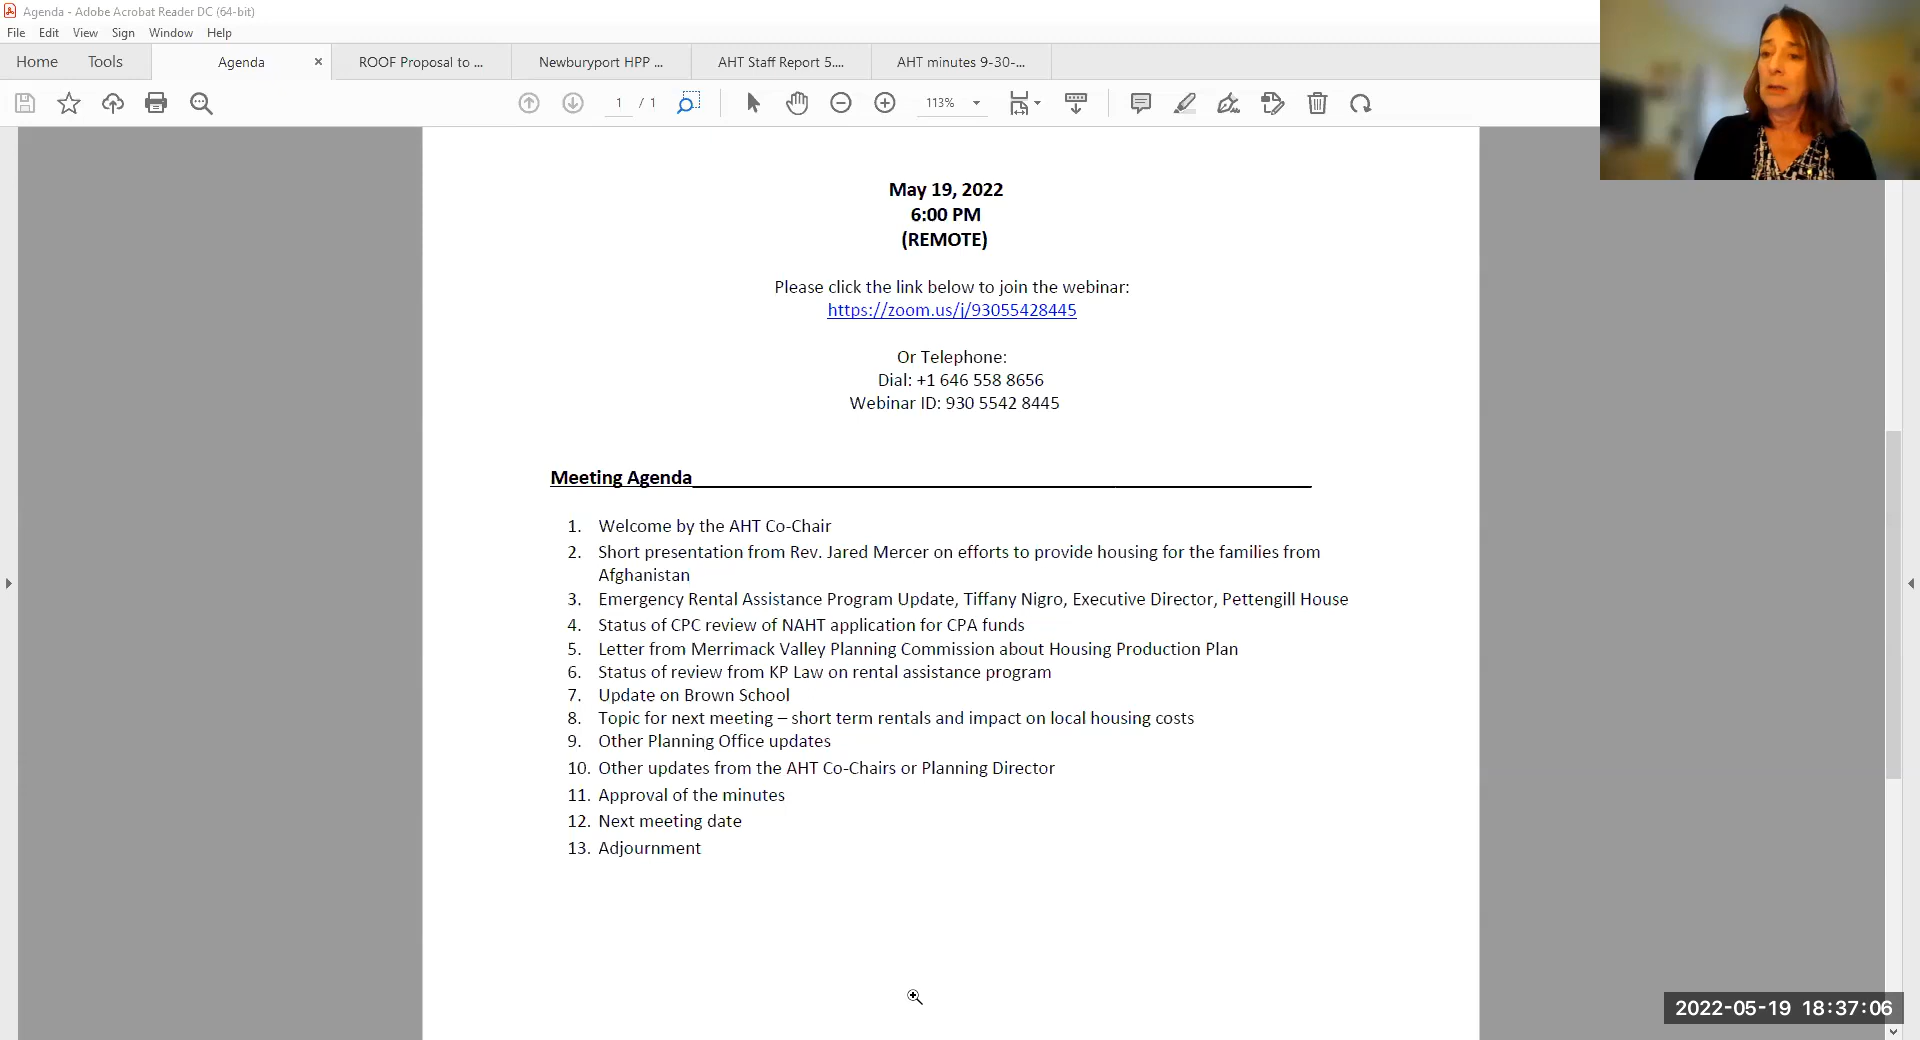 Agenda - Adobe Acrobat Reader DC (64-bit)
File Edit View Sign Window Help
Home Tools Agenda × ROOF Proposal to ... Newburyport HPP ... AHT Staff Report 5.... AHT minutes 9-30-...
1 / 1 113%
May 19, 2022
6:00 PM
(REMOTE)
Please click the link below to join the webinar:
https://zoom.us/j/93055428445
Or Telephone:
Dial: +1 646 558 8656
Webinar ID: 930 5542 8445
Meeting Agenda
1. Welcome by the AHT Co-Chair
2. Short presentation from Rev. Jared Mercer on efforts to provide housing for the families from
Afghanistan
3. Emergency Rental Assistance Program Update, Tiffany Nigro, Executive Director, Pettengill House
4. Status of CPC review of NAHT application for CPA funds
5. Letter from Merrimack Valley Planning Commission about Housing Production Plan
6. Status of review from KP Law on rental assistance program
7. Update on Brown School
8. Topic for next meeting – short term rentals and impact on local housing costs
9. Other Planning Office updates
10. Other updates from the AHT Co-Chairs or Planning Director
11. Approval of the minutes
12. Next meeting date
13. Adjournment
2022-05-19 18:37:06